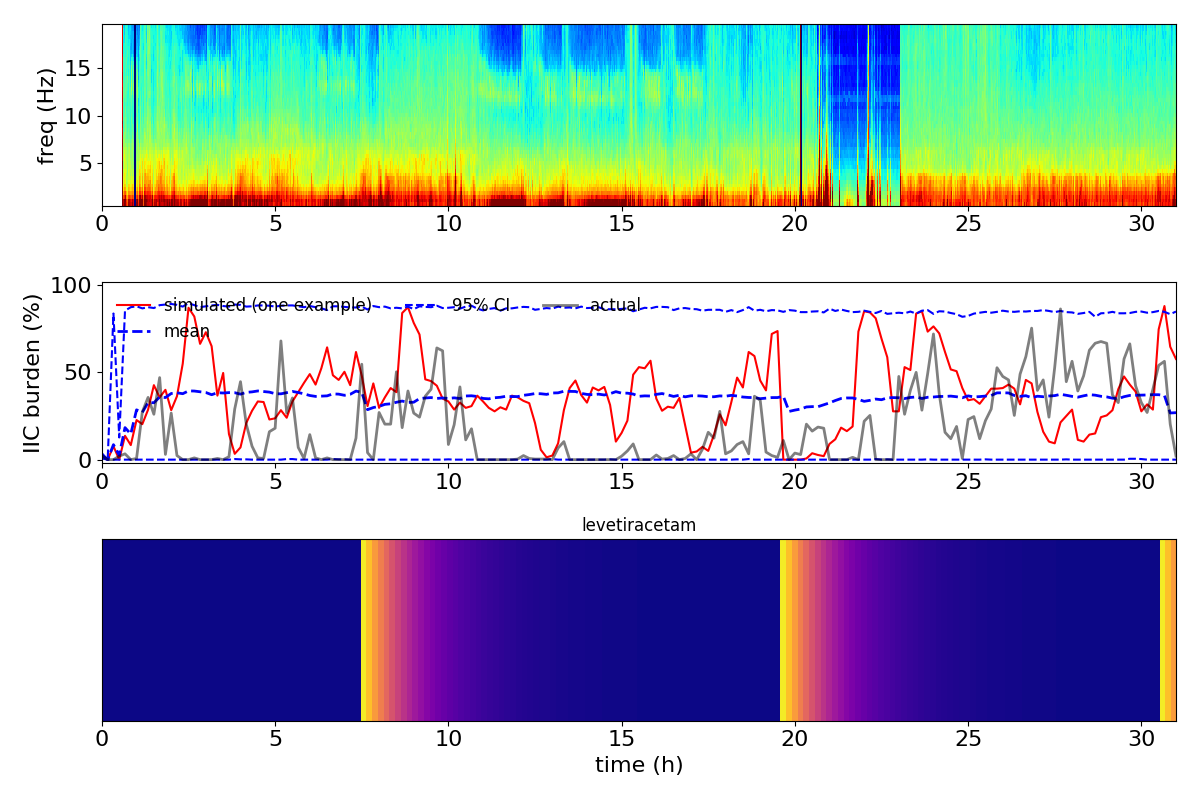 freq (Hz)
15
10
5
0 5 10 15 20 25 30
IIC burden (%)
100
50
0
simulated (one example) 95% CI actual
mean
0 5 10 15 20 25 30
levetiracetam
0 5 10 15 20 25 30
time (h)